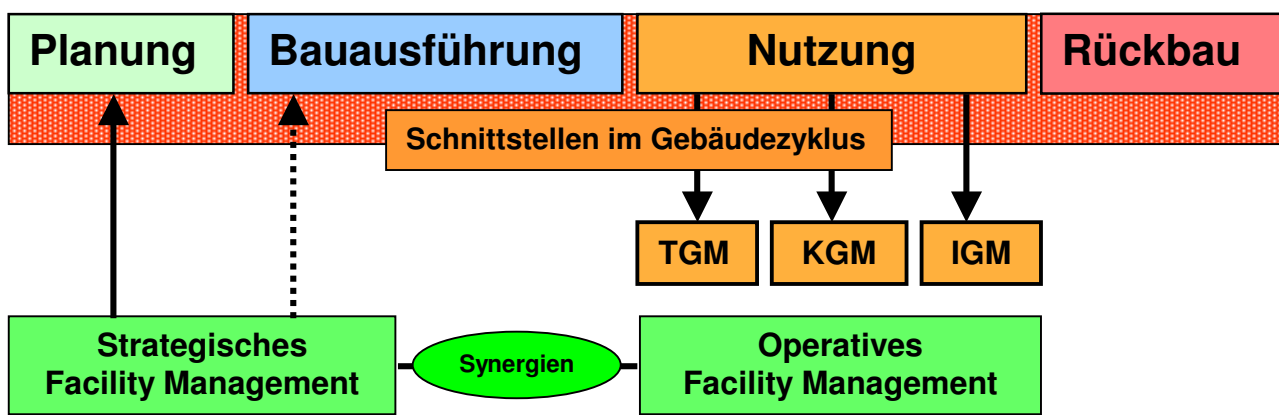 Planung
Bauausführung
Nutzung
Rückbau
Schnittstellen im Gebäudezyklus
TGM
KGM
IGM
Strategisches
Facility Management
Synergien
Operatives
Facility Management